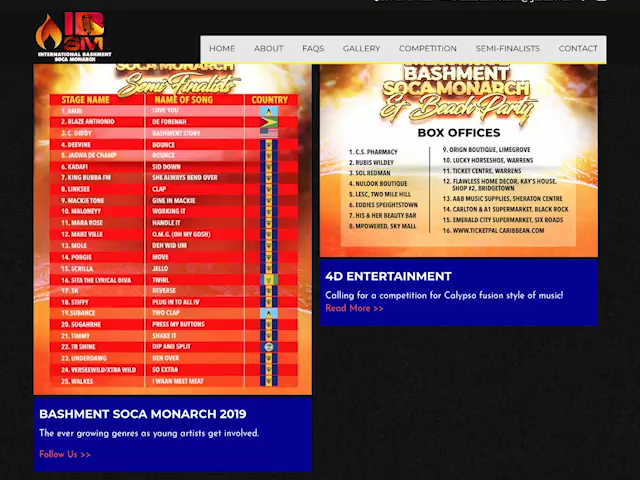 IB
SM
INTERNATIONAL BASHMENT
SOCA MONARCH
HOME ABOUT FAQS GALLERY COMPETITION SEMI-FINALISTS CONTACT
SOCA MONARCH
Semi Finalists
STAGE NAME NAME OF SONG COUNTRY
LOVE YOU
2. BLAZE ANTHONIO DE FORENAH
3. C. DIDDY BASHMENT STORY
4. DEEVINE BOUNCE
5. JAGWA DE CHAMP BOUNCE
6. KADAFI SID DOWN
7. KING BUBBA FM SHE ALWAYS BEND OVER
8. LINKSEE CLAP
9. MACKIE TONE GINE IN MACKIE
10. MALONEYY WORKING IT
11. MARA ROSE HANDLE IT
12. MARZ VILLE O.M.G. (OH MY GOSH)
13. MOLE DEH WID UM
14. PORGIE MOVE
15. SCRILLA JELLO
16. SITA THE LYRICAL DIVA TWIRL
17. SK REVERSE
18. STIFFY PLUG IN TO ALL IV
19.SUBANCE TWO CLAP
20. SUGAHRNE PRESS MY BUTTONS
21. TIMMY SHAKE IT
22. TR SHINE DIP AND SPLIT
23. UNDERDAWG BEN OVER
24. VERSEEWILD/XTRA WILD SO EXTRA
25. WALKES I WAAN MEET MEAT
BASHMENT SOCA MONARCH 2019
The ever growing genres as young artists get involved.
Follow Us >>
BASHMENT
SOCA MONARCH
& Beach Party
BOX OFFICES
1. C.S. PHARMACY
2. RUBIS WILDEY
3. SOL REDMAN
4. NULOOK BOUTIQUE
5. LESC, TWO MILE HILL
6. EDDIES SPEIGHTSTOWN
7. HIS & HER BEAUTY BAR
8. MPOWERED, SKY MALL
9. ORIGN BOUTIQUE, LIMEGROVE
10. LUCKY HORSESHOE, WARRENS
11. TICKET CENTRE, WARRENS
12. FLAWLESS HOME DECOR, KAY'S HOUSE,
SHOP #2, BRIDGETOWN
13. A&B MUSIC SUPPLIES, SHERATON CENTRE
14. CARLTON & A1 SUPERMARKET, BLACK ROCK
15. EMERALD CITY SUPERMARKET, SIX ROADS
16. WWW.TICKETPALCARIBBEAN.COM
4D ENTERTAINMENT
Calling for a competition for Calypso fusion style of music!
Read More >>